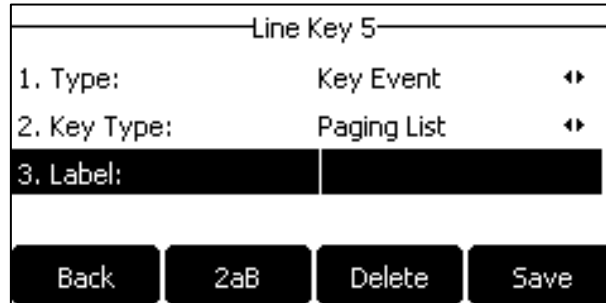 Line Key 5
1. Type: Key Event
2. Key Type: Paging List
3. Label:
Back 2aB Delete Save